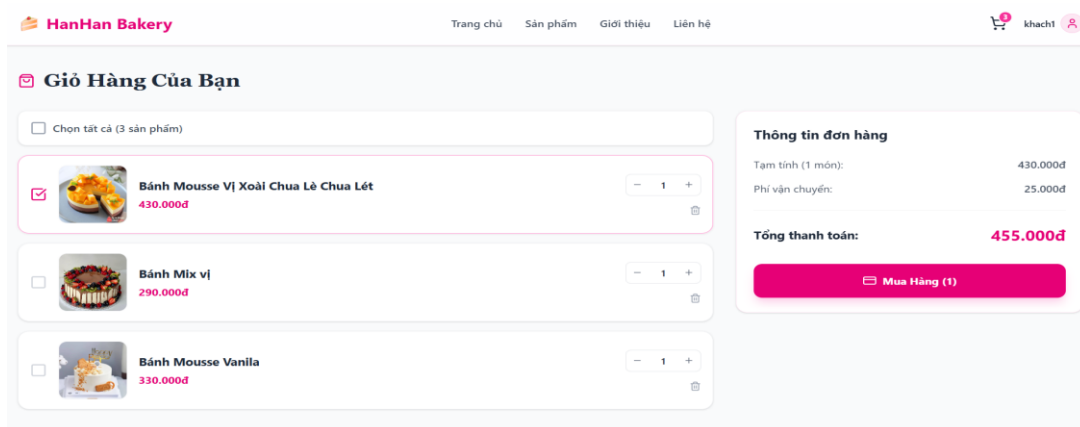 HanHan Bakery
Trang chủ Sản phẩm Giới thiệu Liên hệ
3
khach1
Giỏ Hàng Của Bạn
Chọn tất cả (3 sản phẩm)
Bánh Mousse Vị Xoài Chua Lè Chua Lét
430.000đ
− 1 +
Bánh Mix vị
290.000đ
− 1 +
Bánh Mousse Vanila
330.000đ
− 1 +
Thông tin đơn hàng
Tạm tính (1 món): 430.000đ
Phí vận chuyển: 25.000đ
Tổng thanh toán: 455.000đ
Mua Hàng (1)